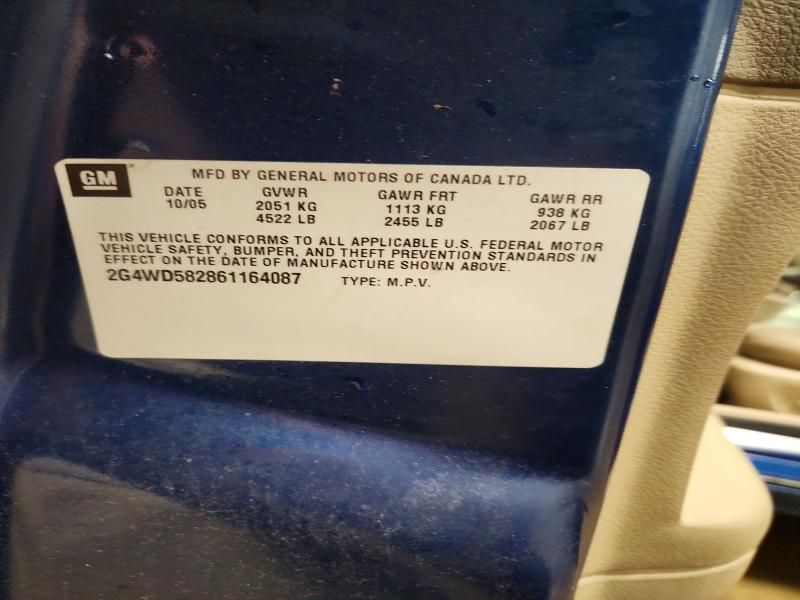 GM
MFD BY GENERAL MOTORS OF CANADA LTD.
DATE GVWR GAWR FRT GAWR RR
10/05 2051 KG 1113 KG 938 KG
4522 LB 2455 LB 2067 LB
THIS VEHICLE CONFORMS TO ALL APPLICABLE U.S. FEDERAL MOTOR
VEHICLE SAFETY, BUMPER, AND THEFT PREVENTION STANDARDS IN
EFFECT ON THE DATE OF MANUFACTURE SHOWN ABOVE.
2G4WD582861164087 TYPE: M.P.V.